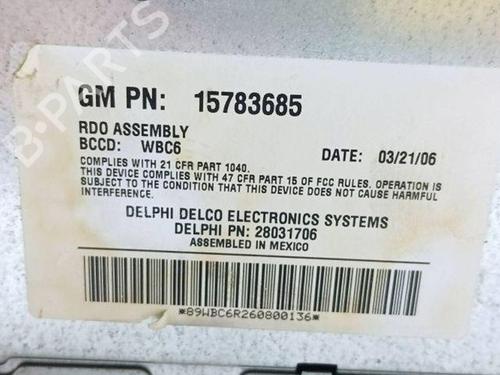 B-PARTS
GM PN: 15783685
RDO ASSEMBLY
BCCD: WBC6 DATE: 03/21/06
COMPLIES WITH 21 CFR PART 1040.
THIS DEVICE COMPLIES WITH 47 CFR PART 15 OF FCC RULES. OPERATION IS
SUBJECT TO THE CONDITION THAT THIS DEVICE DOES NOT CAUSE HARMFUL
INTERFERENCE.
DELPHI DELCO ELECTRONICS SYSTEMS
DELPHI PN: 28031706
ASSEMBLED IN MEXICO
*89WBC6R260800136*